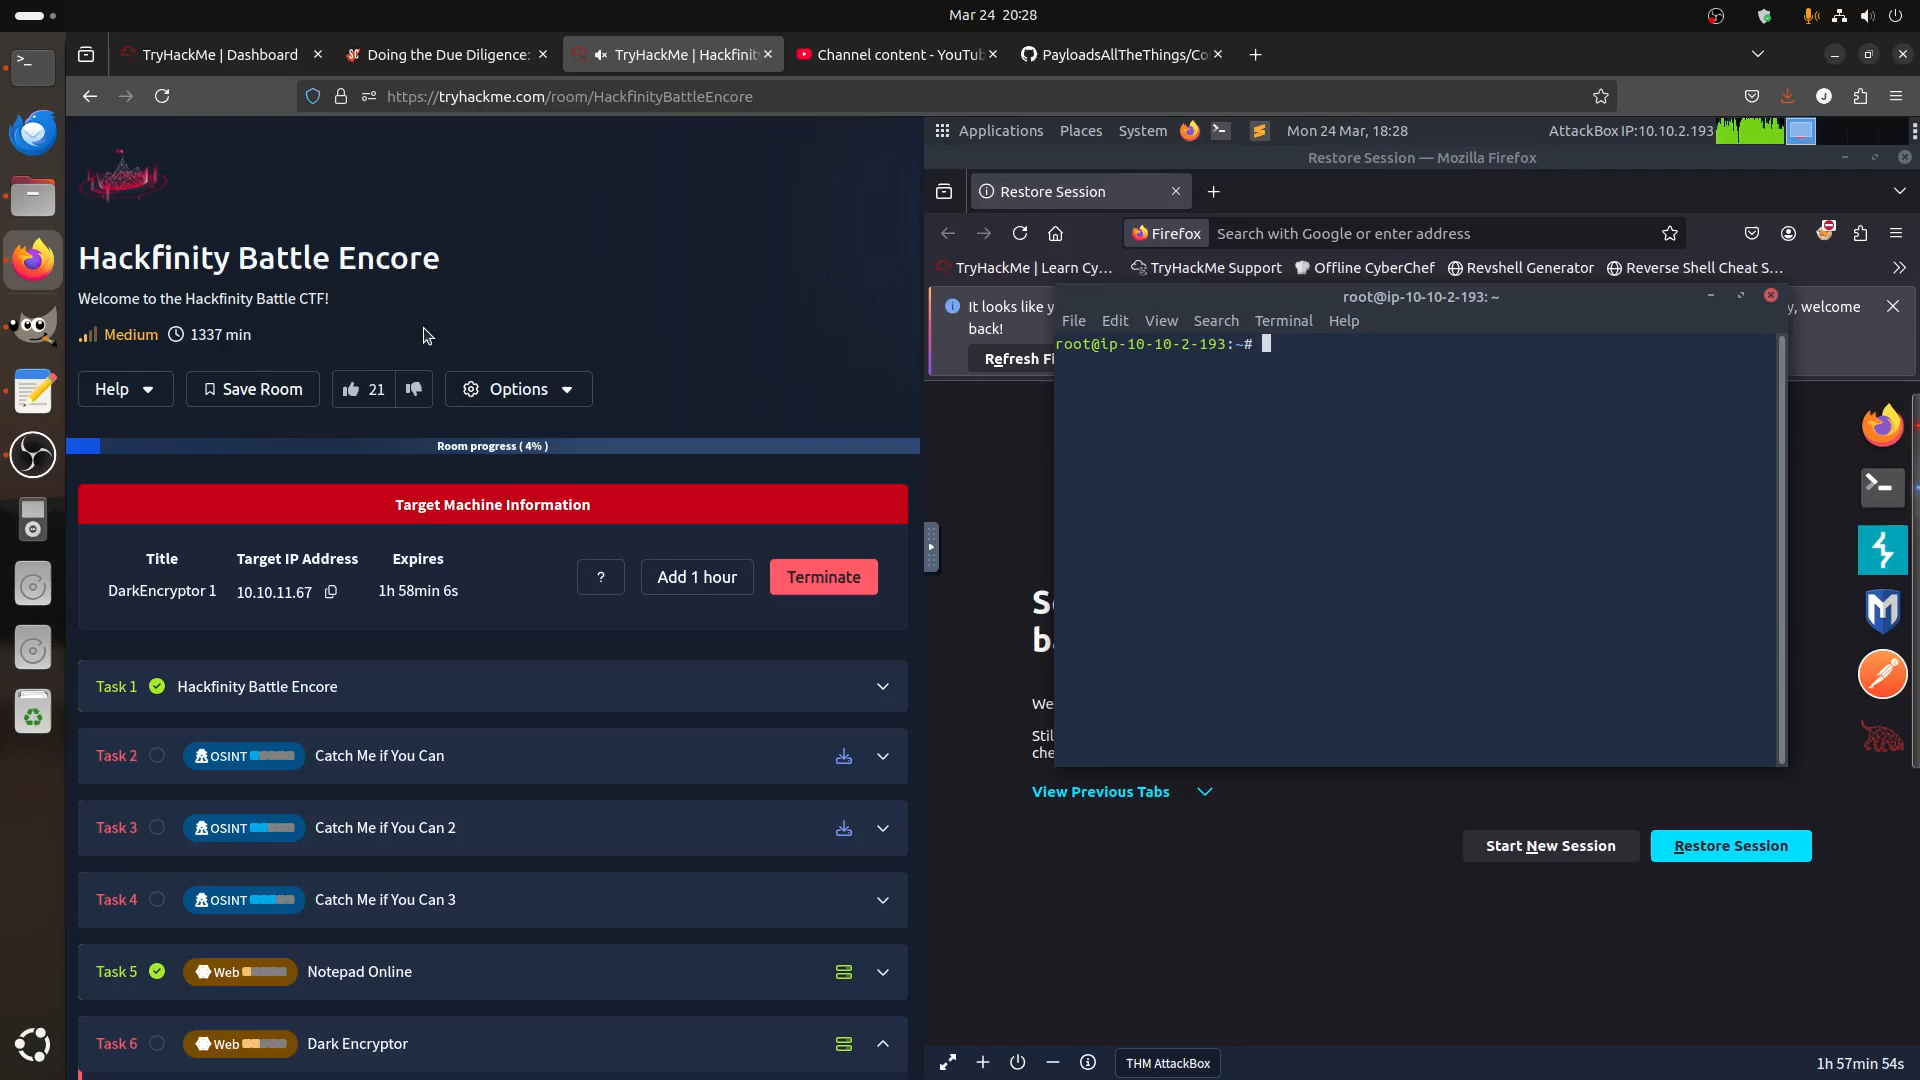 Mar 24 20:28
TryHackMe | Dashboard
Doing the Due Diligence:
TryHackMe | Hackfinit
Channel content - YouTub
PayloadsAllTheThings/Co
https://tryhackme.com/room/HackfinityBattleEncore
Hackfinity Battle Encore
Welcome to the Hackfinity Battle CTF!
Medium
1337 min
Help
Save Room
21
Options
Room progress ( 4% )
Target Machine Information
Title
Target IP Address
Expires
DarkEncryptor 1
10.10.11.67
1h 58min 6s
?
Add 1 hour
Terminate
Task 1
Hackfinity Battle Encore
Task 2
OSINT
Catch Me if You Can
Task 3
OSINT
Catch Me if You Can 2
Task 4
OSINT
Catch Me if You Can 3
Task 5
Web
Notepad Online
Task 6
Web
Dark Encryptor
Applications
Places
System
Mon 24 Mar, 18:28
AttackBox IP:10.10.2.193
Restore Session — Mozilla Firefox
Restore Session
Firefox
Search with Google or enter address
TryHackMe | Learn Cy...
TryHackMe Support
Offline CyberChef
Revshell Generator
Reverse Shell Cheat S...
It looks like y
, welcome
back!
Refresh Fi
root@ip-10-10-2-193: ~
File Edit View Search Terminal Help
root@ip-10-10-2-193:~#
So
ba
We
Stil
che
View Previous Tabs
Start New Session
Restore Session
THM AttackBox
1h 57min 54s